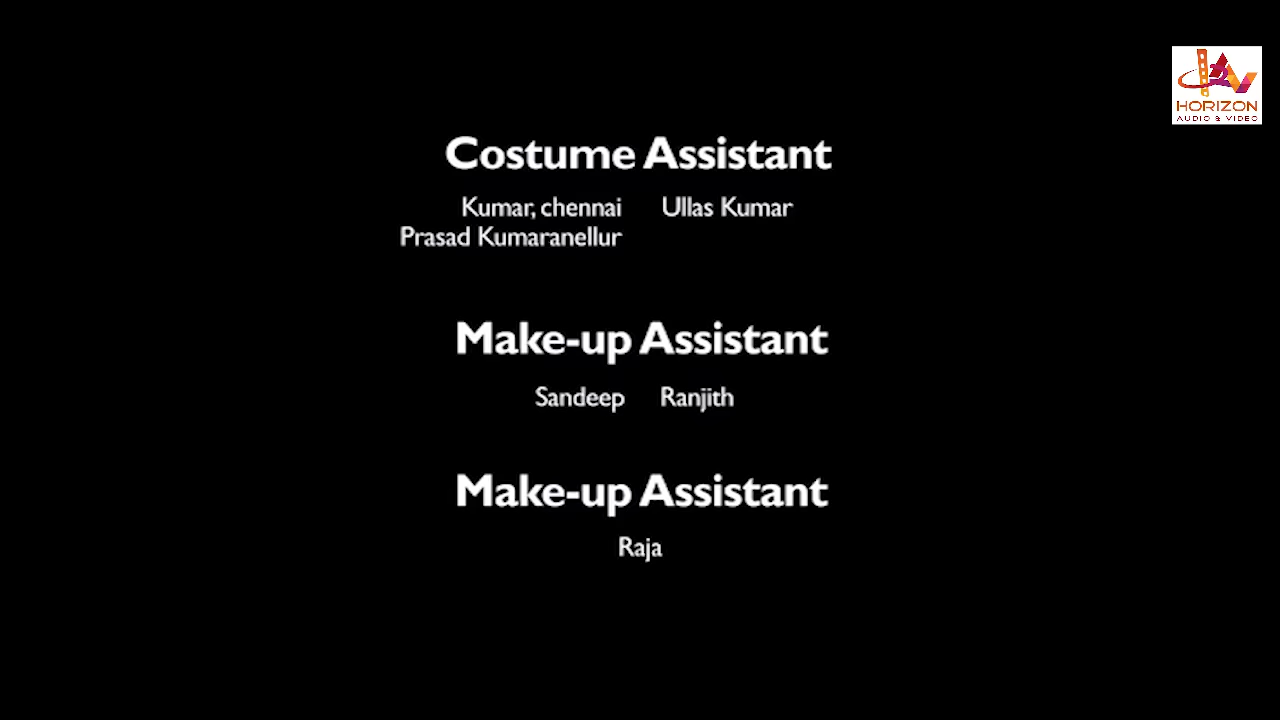 HORIZON
AUDIO & VIDEO
Costume Assistant
Kumar, chennai Ullas Kumar
Prasad Kumaranellur
Make-up Assistant
Sandeep Ranjith
Make-up Assistant
Raja